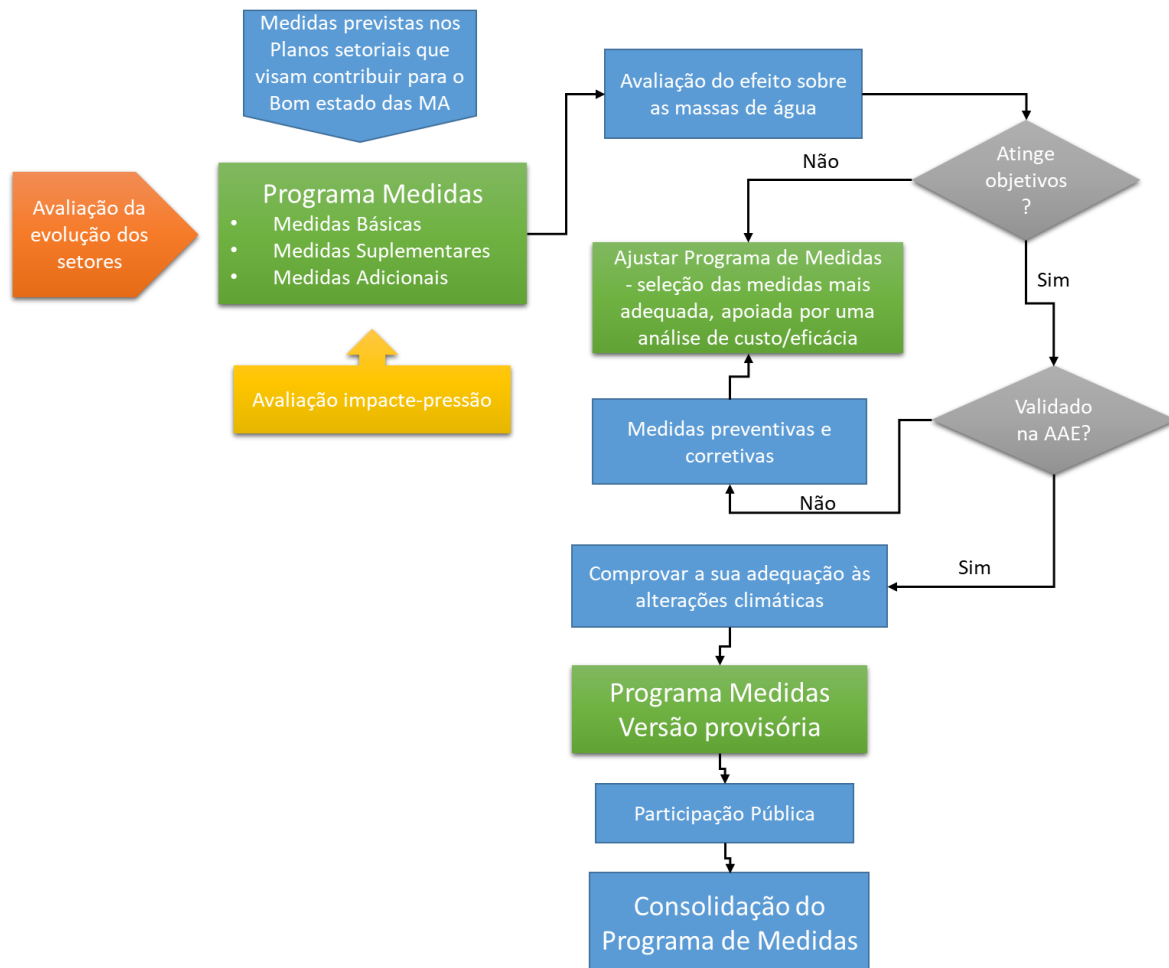 Medidas previstas nos
Planos setoriais que
visam contribuir para o
Bom estado das MA
Avaliação da
evolução dos
setores
Programa Medidas
• Medidas Básicas
• Medidas Suplementares
• Medidas Adicionais
Avaliação impacte-pressão
Avaliação do efeito sobre
as massas de água
Atinge
objetivos
?
Não
Sim
Ajustar Programa de Medidas
- seleção das medidas mais
adequada, apoiada por uma
análise de custo/eficácia
Validado
na AAE?
Medidas preventivas e
corretivas
Não
Sim
Comprovar a sua adequação às
alterações climáticas
Programa Medidas
Versão provisória
Participação Pública
Consolidação do
Programa de Medidas